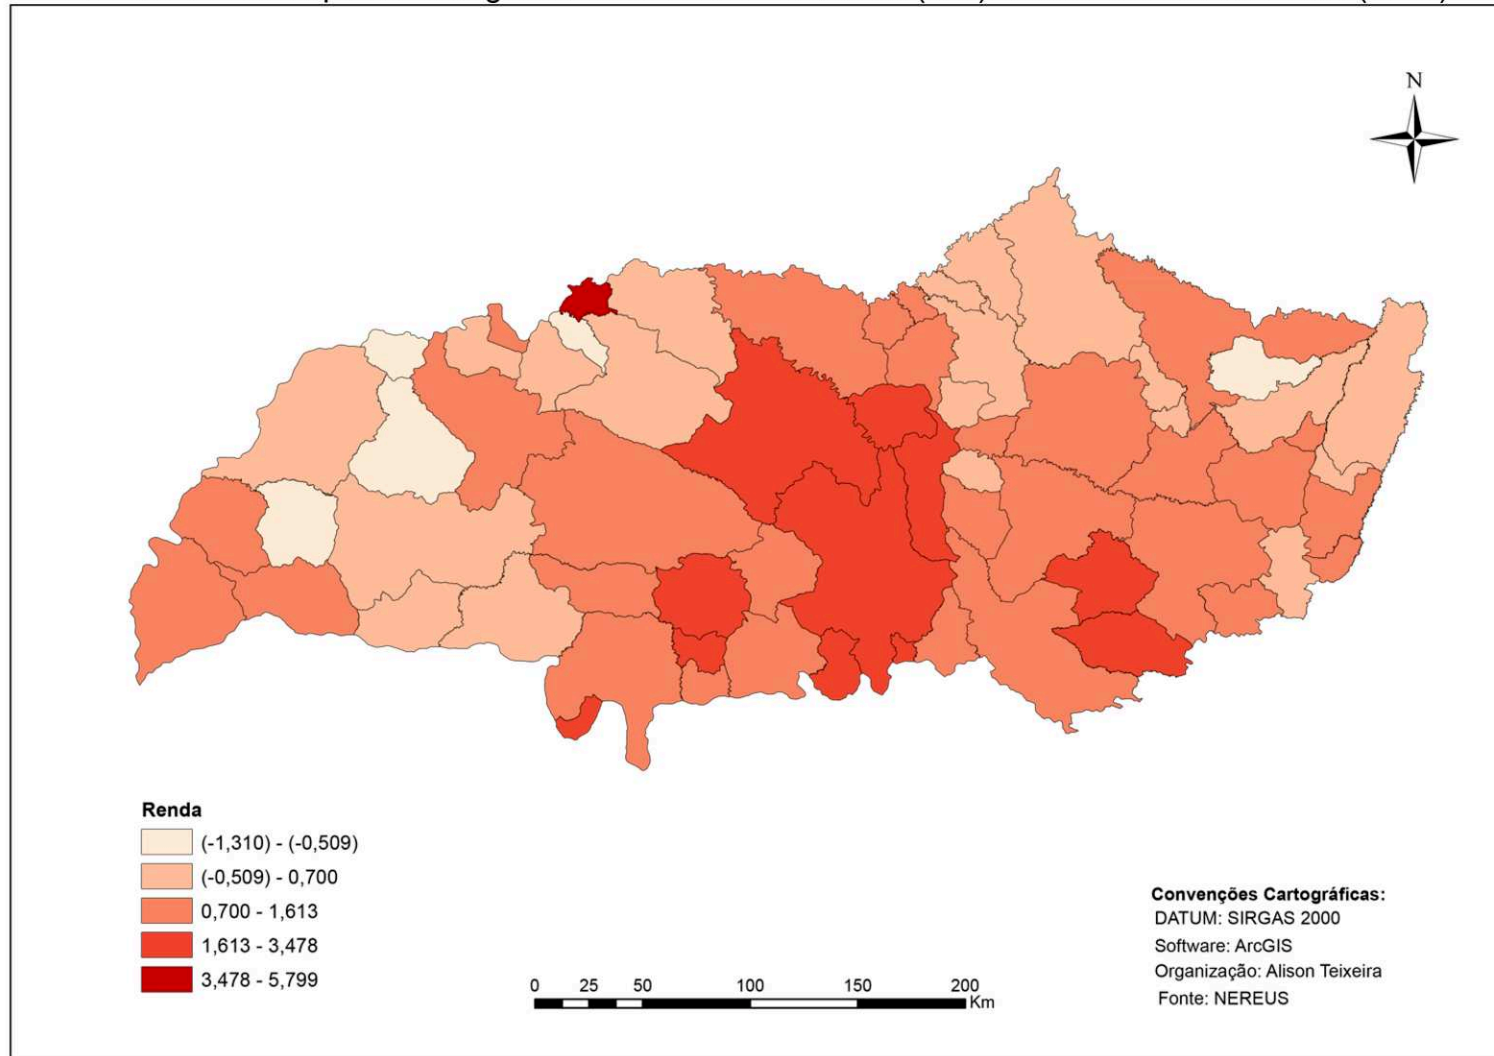 N
Renda
(-1,310) - (-0,509)
(-0,509) - 0,700
0,700 - 1,613
1,613 - 3,478
3,478 - 5,799
0 25 50 100 150 200
Km
Convenções Cartográficas:
DATUM: SIRGAS 2000
Software: ArcGIS
Organização: Alison Teixeira
Fonte: NEREUS